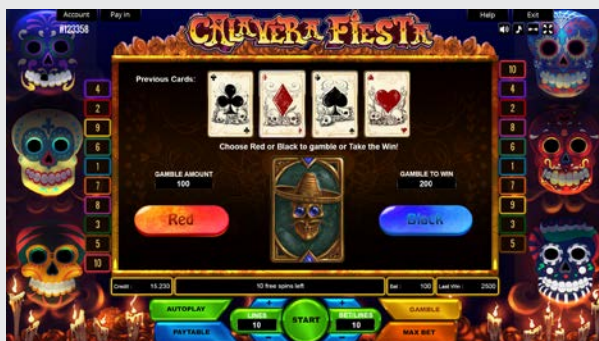 Account Pay in Help Exit
#123358
CALAVERA FIESTA
Previous Cards:
Choose Red or Black to gamble or Take the Win!
GAMBLE AMOUNT
100
GAMBLE TO WIN
200
Red
Black
4
2
9
6
1
7
8
3
5
10
10
4
2
8
6
1
7
9
3
5
Credit : 15.230
10 free spins left
Bet : 100
Last Win : 2500
AUTOPLAY
PAYTABLE
LINES
10
START
BET/LINES
10
GAMBLE
MAX BET